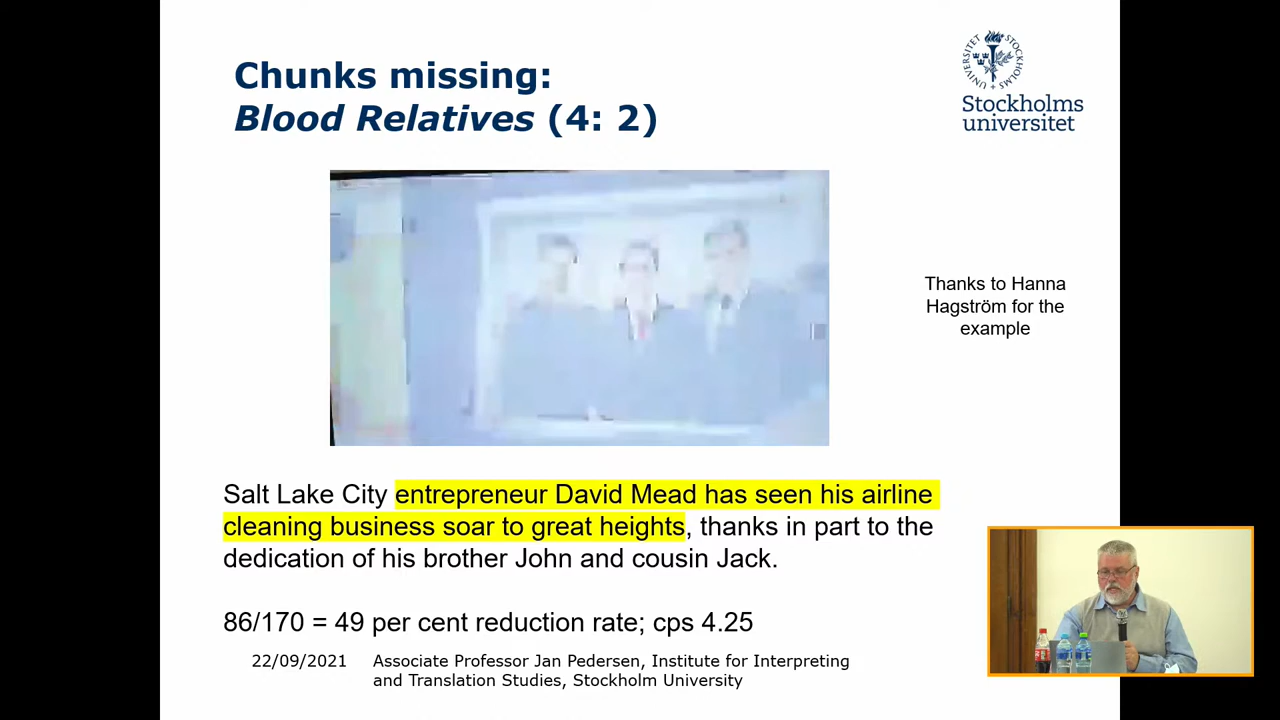 Chunks missing:
Blood Relatives (4: 2)
STOCKHOLMS UNIVERSITET
Stockholms
universitet
Thanks to Hanna
Hagström for the
example
Salt Lake City entrepreneur David Mead has seen his airline
cleaning business soar to great heights, thanks in part to the
dedication of his brother John and cousin Jack.
86/170 = 49 per cent reduction rate; cps 4.25
22/09/2021
Associate Professor Jan Pedersen, Institute for Interpreting
and Translation Studies, Stockholm University